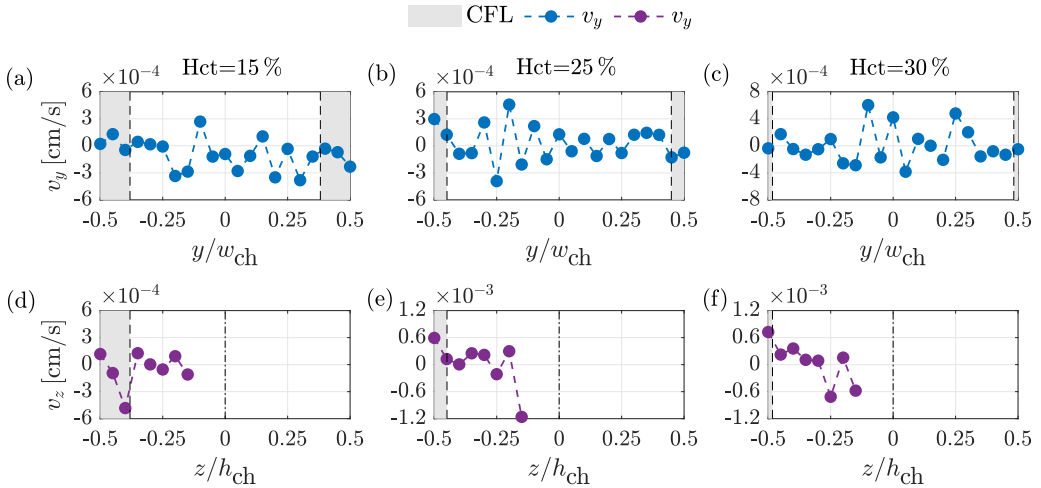 CFL v_y v_y
(a) ×10⁻⁴ Hct=15 % (b) ×10⁻⁴ Hct=25 % (c) ×10⁻⁴ Hct=30 %
6 6 8
3 3 4
v_y [cm/s] 0 0 0
-3 -3 -4
-6 -6 -8
-0.5 -0.25 0 0.25 0.5 -0.5 -0.25 0 0.25 0.5 -0.5 -0.25 0 0.25 0.5
y/w_ch y/w_ch y/w_ch
(d) ×10⁻⁴ (e) ×10⁻³ (f) ×10⁻³
6 1.2 1.2
3 0.6 0.6
v_z [cm/s] 0 0 0
-3 -0.6 -0.6
-6 -1.2 -1.2
-0.5 -0.25 0 0.25 0.5 -0.5 -0.25 0 0.25 0.5 -0.5 -0.25 0 0.25 0.5
z/h_ch z/h_ch z/h_ch